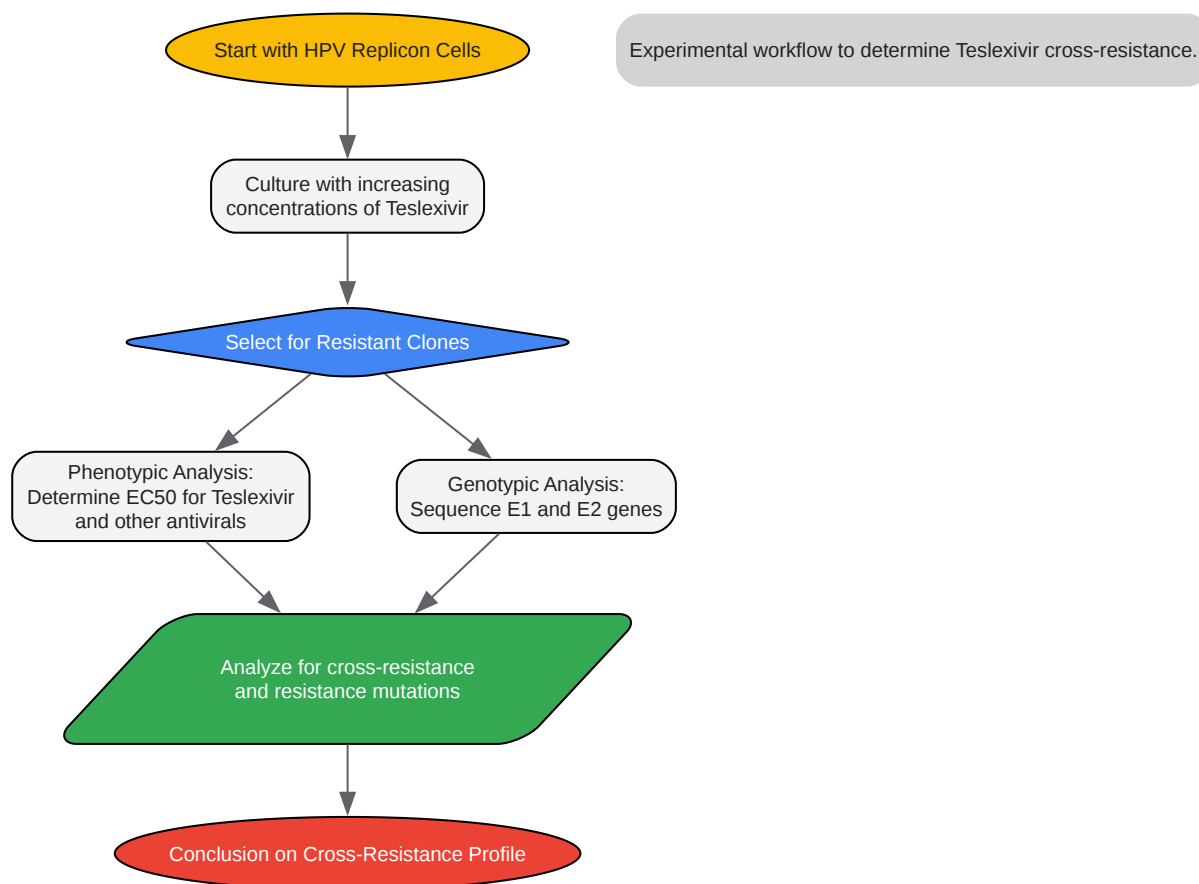 Start with HPV Replicon Cells
Experimental workflow to determine Teslexivir cross-resistance.
Culture with increasing
concentrations of Teslexivir
Select for Resistant Clones
Phenotypic Analysis:
Determine EC50 for Teslexivir
and other antivirals
Genotypic Analysis:
Sequence E1 and E2 genes
Analyze for cross-resistance
and resistance mutations
Conclusion on Cross-Resistance Profile